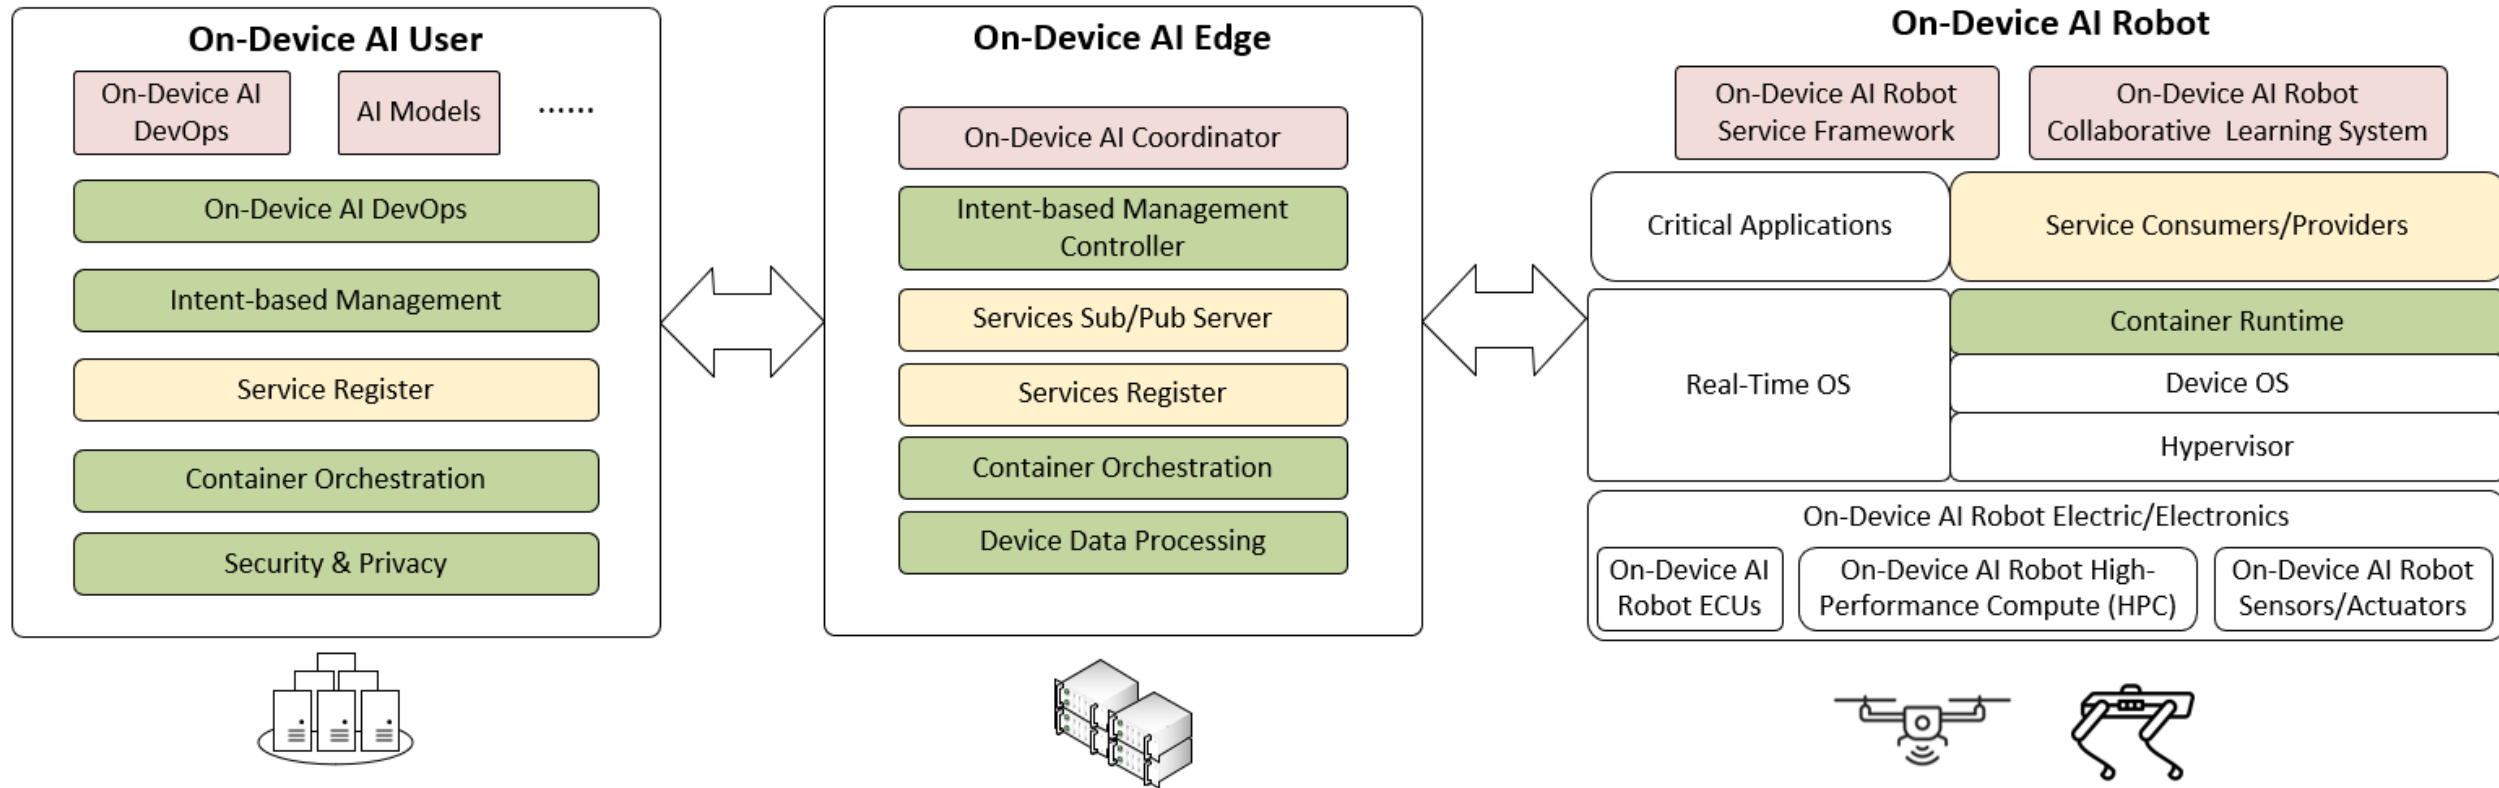 On-Device AI User
On-Device AI
DevOps
AI Models
......
On-Device AI DevOps
Intent-based Management
Service Register
Container Orchestration
Security & Privacy
On-Device AI Edge
On-Device AI Coordinator
Intent-based Management
Controller
Services Sub/Pub Server
Services Register
Container Orchestration
Device Data Processing
On-Device AI Robot
On-Device AI Robot
Service Framework
On-Device AI Robot
Collaborative  Learning System
Critical Applications
Service Consumers/Providers
Real-Time OS
Container Runtime
Device OS
Hypervisor
On-Device AI Robot Electric/Electronics
On-Device AI
Robot ECUs
On-Device AI Robot High-
Performance Compute (HPC)
On-Device AI Robot
Sensors/Actuators